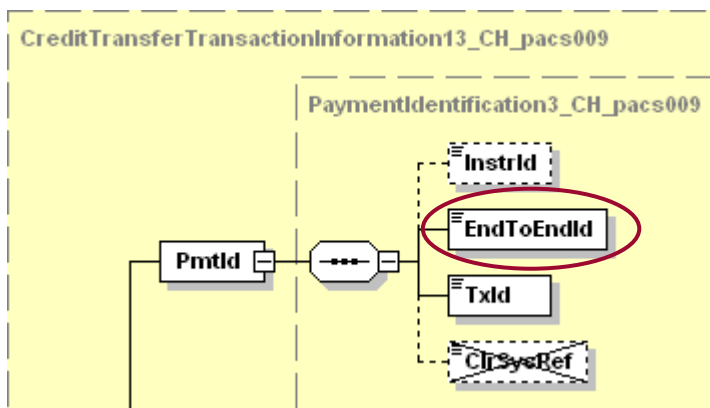 CreditTransferTransactionInformation13_CH_pacs009
PaymentIdentification3_CH_pacs009
InstrId
EndToEndId
PmtId
TxId
ClrSysRef